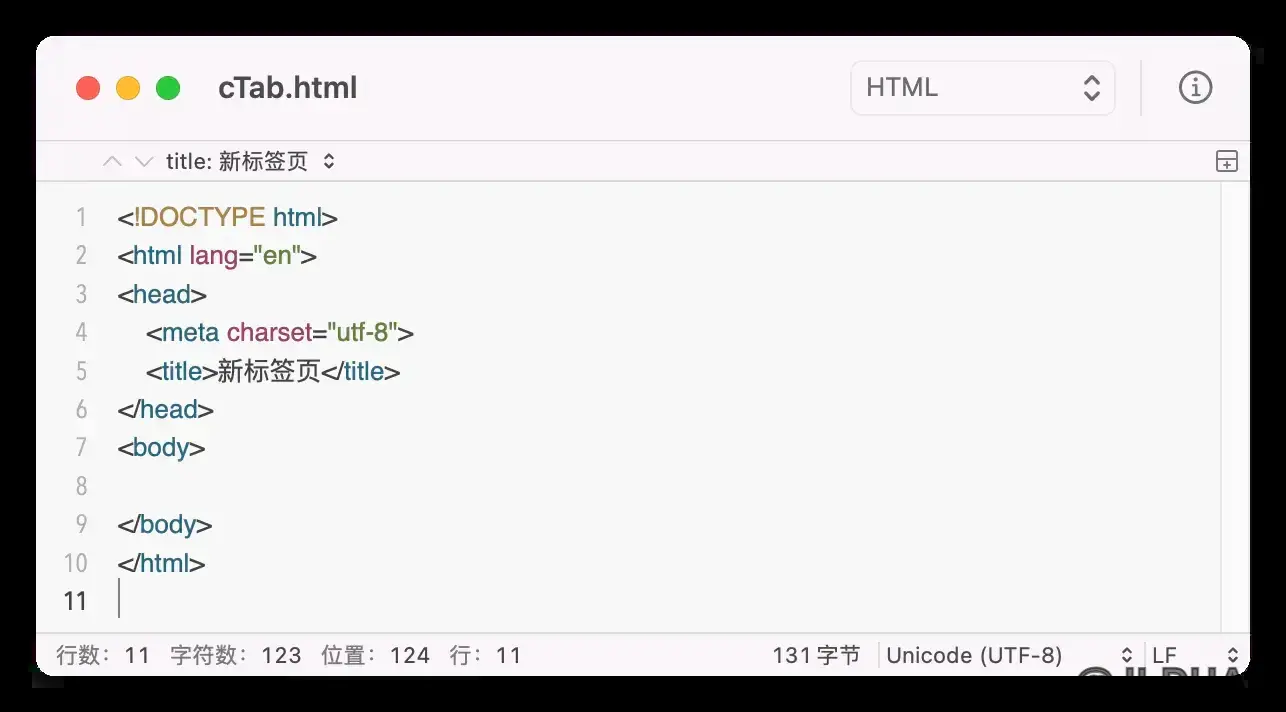 cTab.html
HTML
title: 新标签页
1 <!DOCTYPE html>
2 <html lang="en">
3 <head>
4 <meta charset="utf-8">
5 <title>新标签页</title>
6 </head>
7 <body>
8
9 </body>
10 </html>
11
行数: 11 字符数: 123 位置: 124 行: 11 131 字节 Unicode (UTF-8) LF